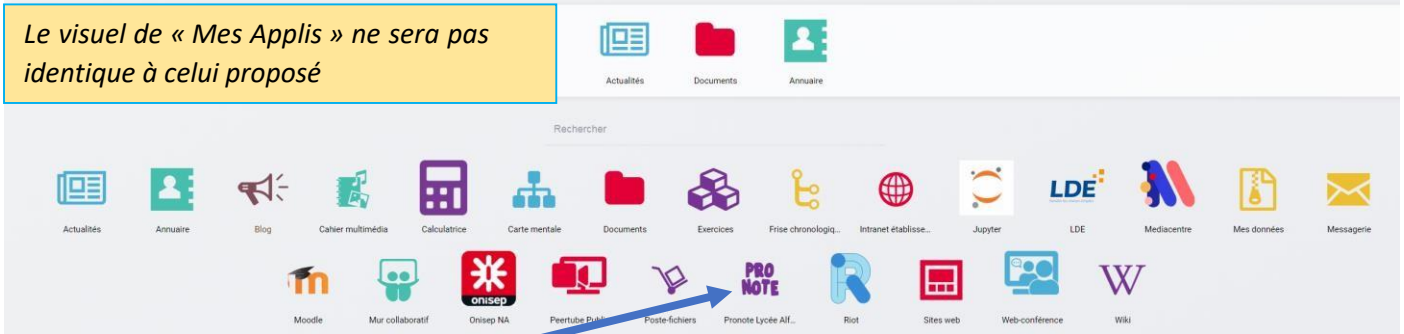 Le visuel de « Mes Applis » ne sera pas
identique à celui proposé
Actualités Documents Annuaire
Rechercher
LDE
Actualités Annuaire Blog Cahier multimédia Calculatrice Carte mentale Documents Exercices Frise chronologiq... Intranet établisse... Jupyter LDE Mediacentre Mes données Messagerie
onisep
PRO
NOTE
W
Moodle Mur collaboratif Onisep NA Peertube Poste-fichiers Pronote Lycée Alf... Riot Sites web Web-conférence Wiki